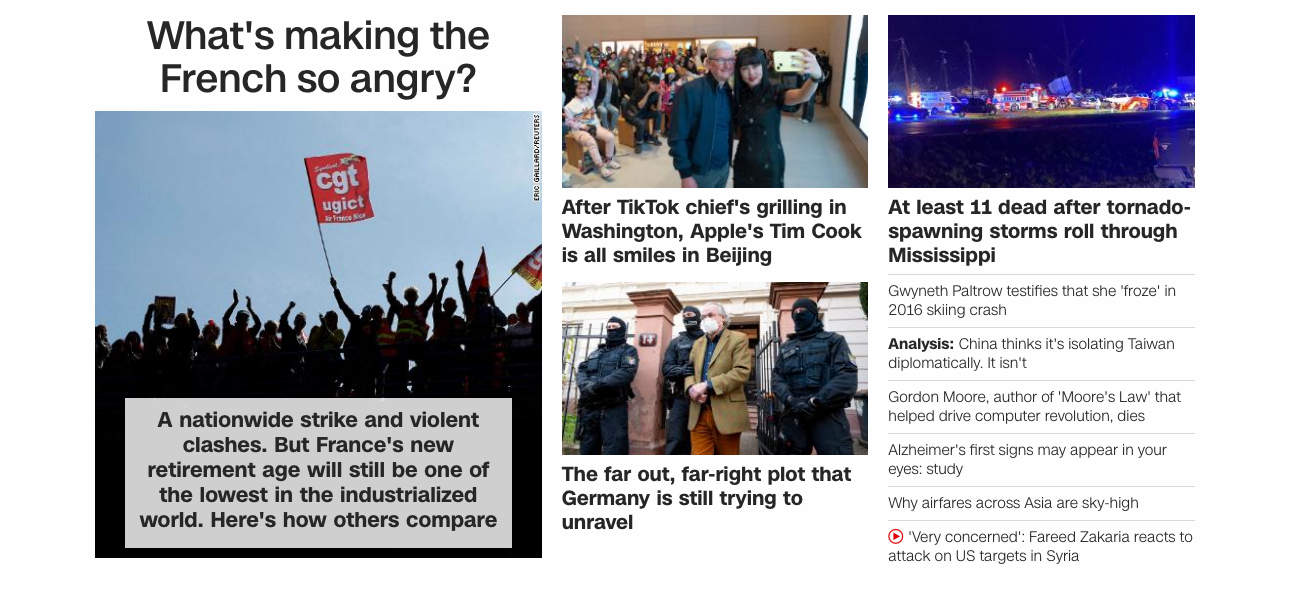 What's making the
French so angry?
ERIC GAILLARD/REUTERS
Syndicat
cgt
ugict
Air France Nice
A nationwide strike and violent
clashes. But France's new
retirement age will still be one of
the lowest in the industrialized
world. Here's how others compare
After TikTok chief's grilling in
Washington, Apple's Tim Cook
is all smiles in Beijing
The far out, far-right plot that
Germany is still trying to
unravel
At least 11 dead after tornado-
spawning storms roll through
Mississippi
Gwyneth Paltrow testifies that she 'froze' in
2016 skiing crash
Analysis: China thinks it's isolating Taiwan
diplomatically. It isn't
Gordon Moore, author of 'Moore's Law' that
helped drive computer revolution, dies
Alzheimer's first signs may appear in your
eyes: study
Why airfares across Asia are sky-high
'Very concerned': Fareed Zakaria reacts to
attack on US targets in Syria